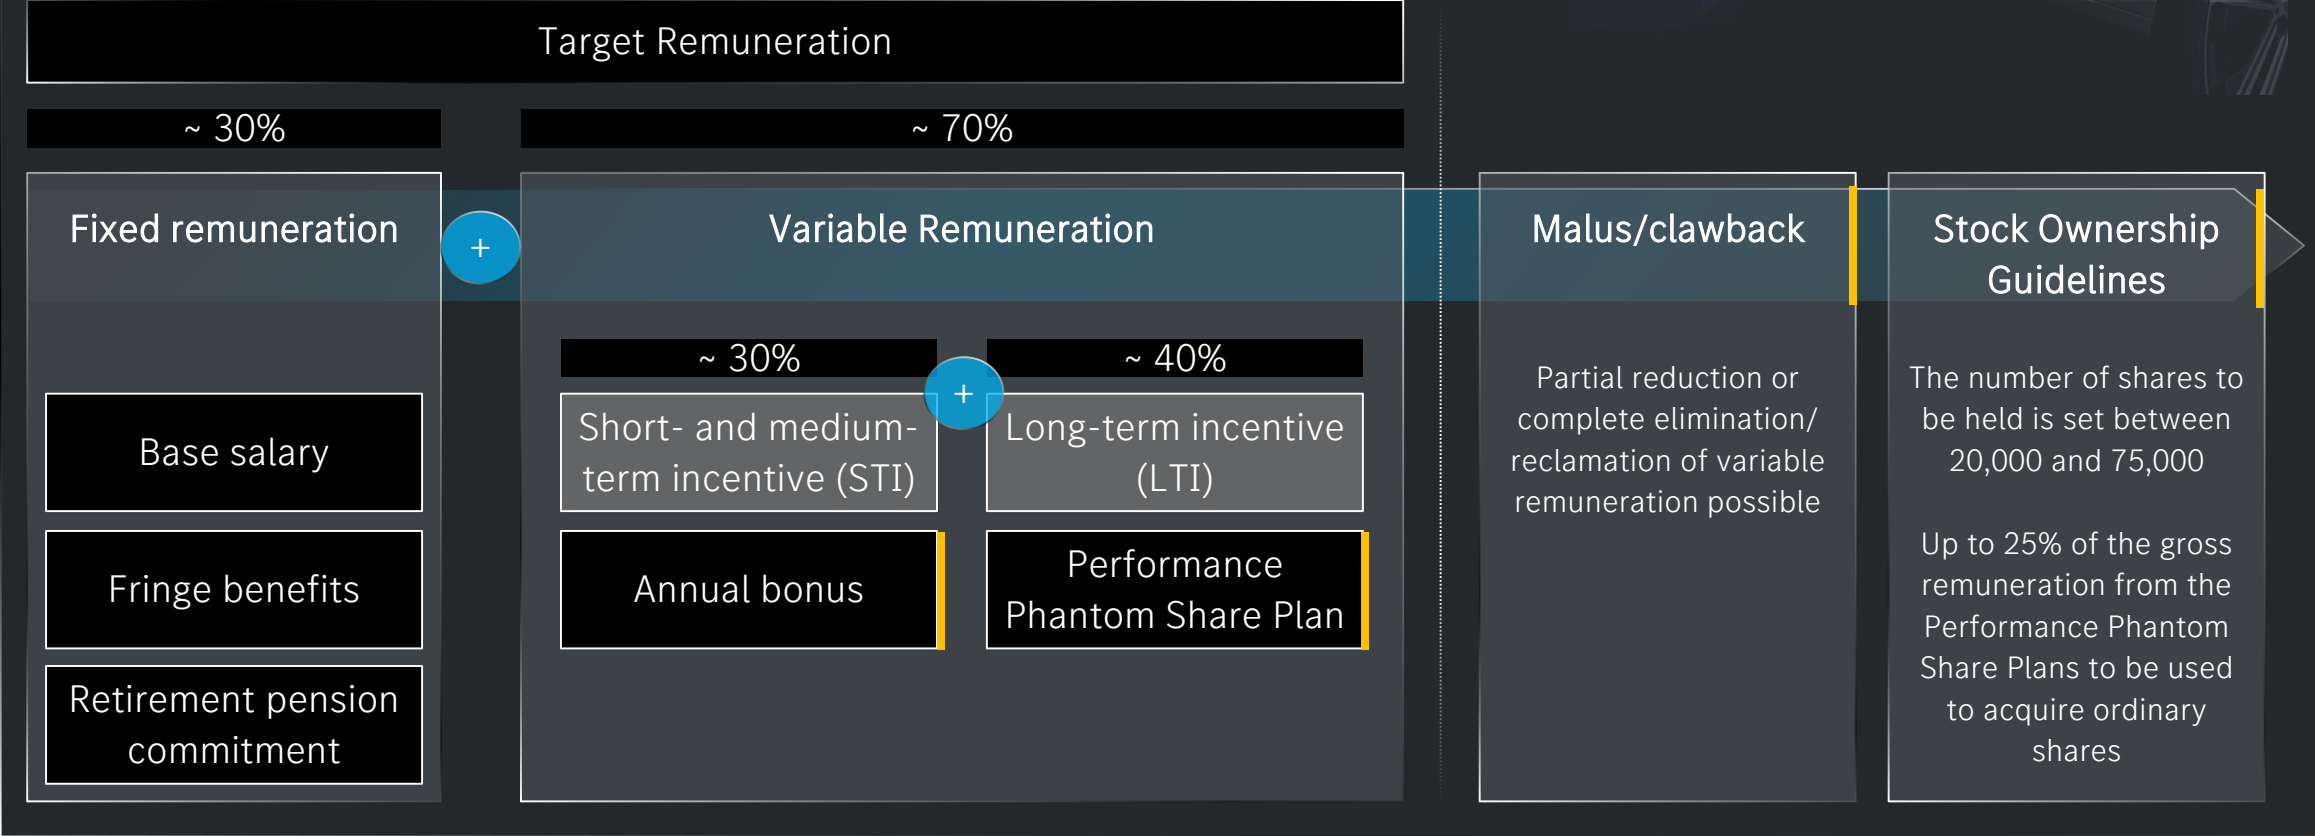 Target Remuneration
~ 30%
~ 70%
Fixed remuneration
+
Variable Remuneration
Malus/clawback
Stock Ownership
Guidelines
Base salary
Fringe benefits
Retirement pension
commitment
~ 30%
+
~ 40%
Short- and medium-
term incentive (STI)
Long-term incentive
(LTI)
Annual bonus
Performance
Phantom Share Plan
Partial reduction or
complete elimination/
reclamation of variable
remuneration possible
The number of shares to
be held is set between
20,000 and 75,000
Up to 25% of the gross
remuneration from the
Performance Phantom
Share Plans to be used
to acquire ordinary
shares